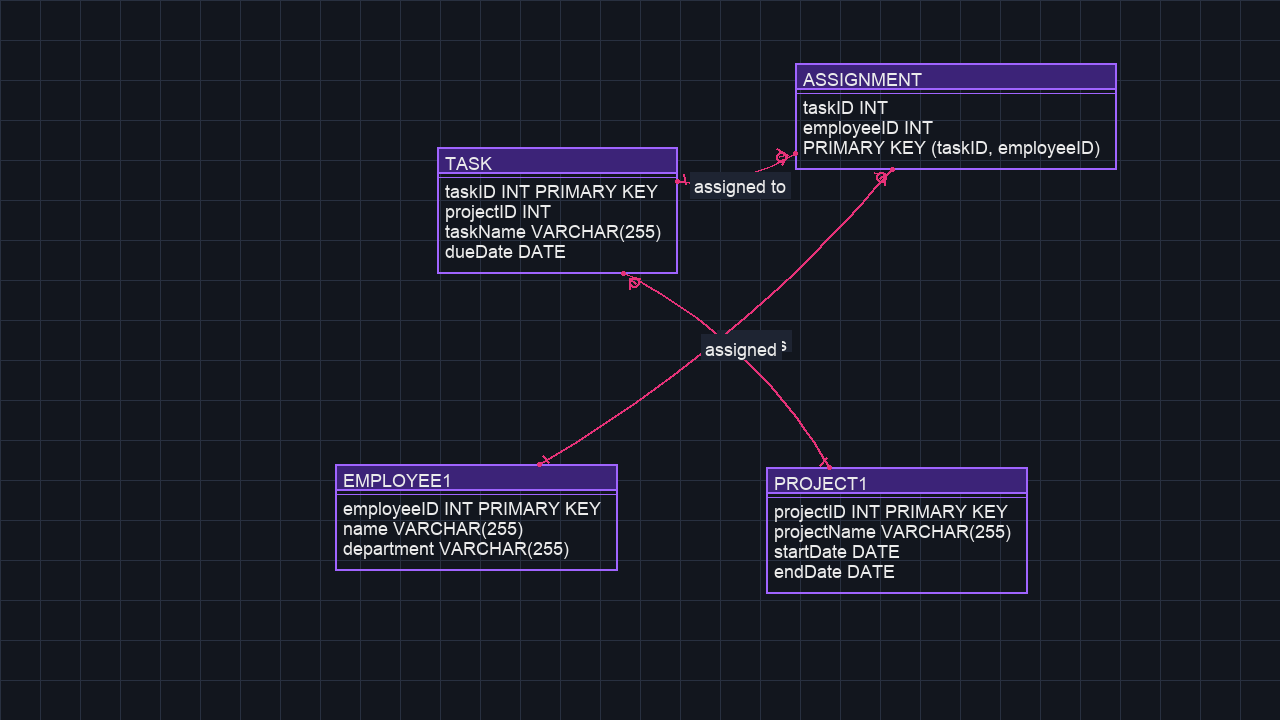 ASSIGNMENT
taskID INT
employeeID INT
PRIMARY KEY (taskID, employeeID)
TASK
taskID INT PRIMARY KEY
projectID INT
taskName VARCHAR(255)
dueDate DATE
assigned to
assigned
EMPLOYEE1
employeeID INT PRIMARY KEY
name VARCHAR(255)
department VARCHAR(255)
PROJECT1
projectID INT PRIMARY KEY
projectName VARCHAR(255)
startDate DATE
endDate DATE